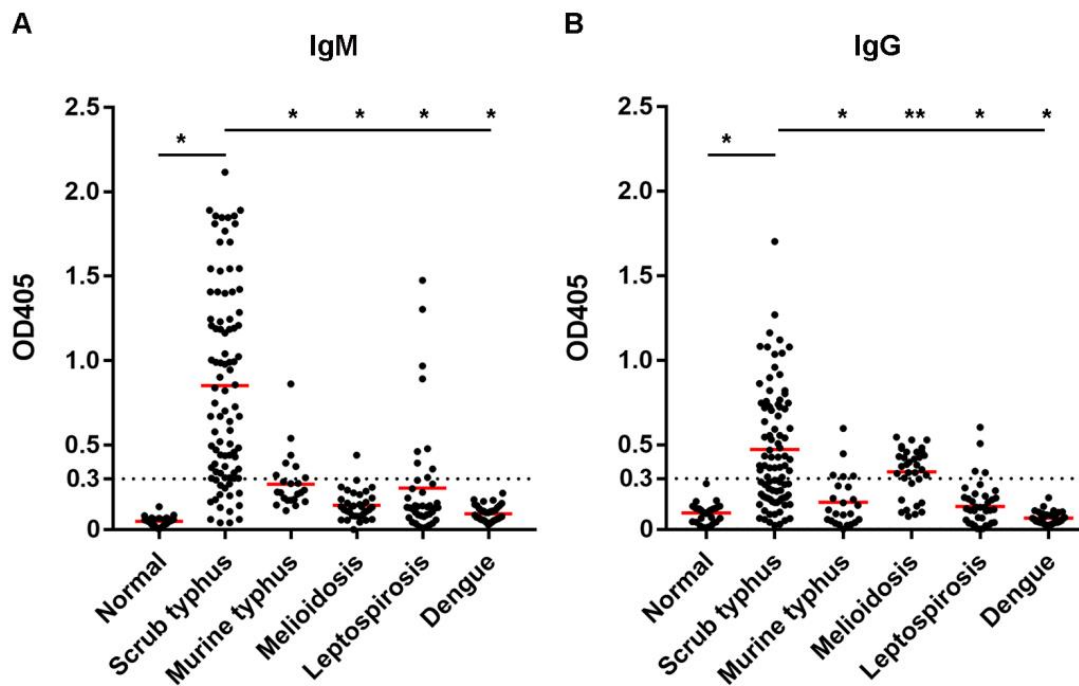 A
IgM
* * * * *
2.5
2.0
1.5
1.0
0.5
0.3
0
OD405
Normal
Scrub typhus
Murine typhus
Melioidosis
Leptospirosis
Dengue
B
IgG
* * ** * *
2.5
2.0
1.5
1.0
0.5
0.3
0
OD405
Normal
Scrub typhus
Murine typhus
Melioidosis
Leptospirosis
Dengue